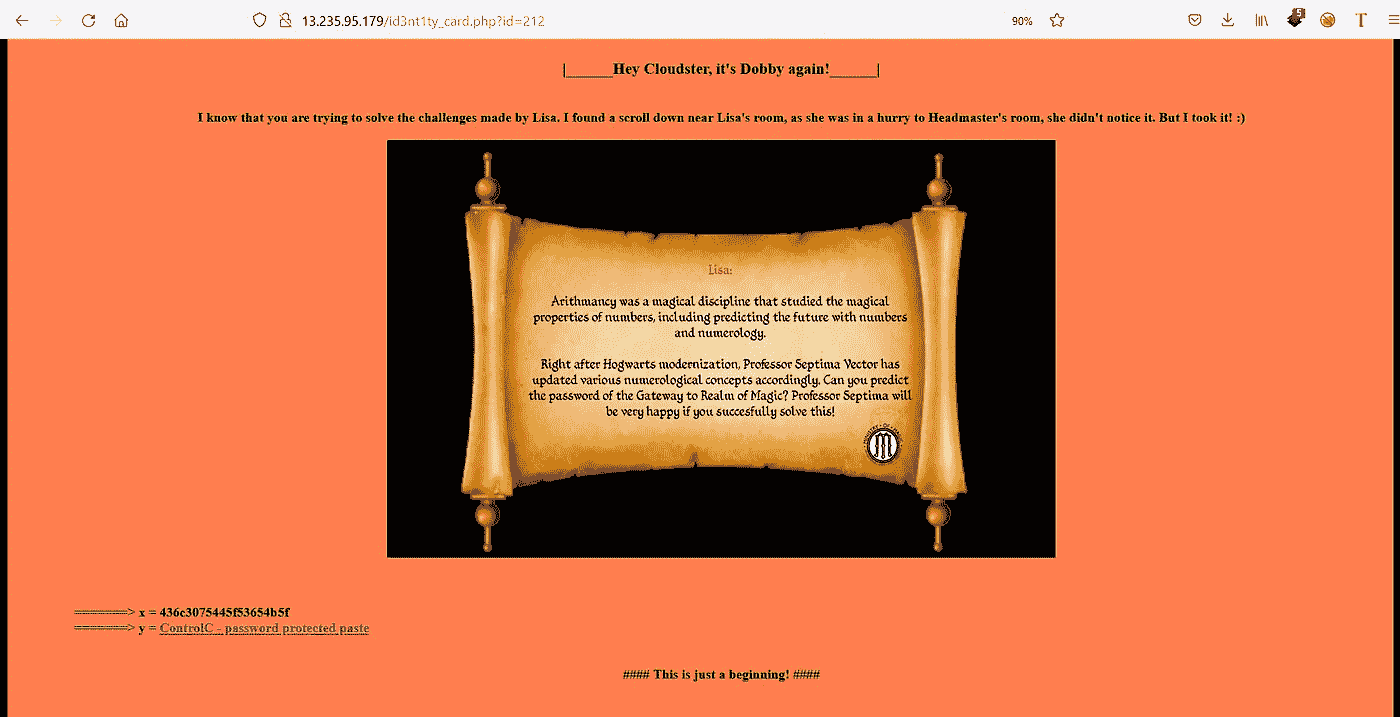 13.235.95.179/id3nt1ty_card.php?id=212
90%
|______Hey Cloudster, it's Dobby again!______|
I know that you are trying to solve the challenges made by Lisa. I found a scroll down near Lisa's room, as she was in a hurry to Headmaster's room, she didn't notice it. But I took it! :)
Lisa:
Arithmancy was a magical discipline that studied the magical
properties of numbers, including predicting the future with numbers
and numerology.
Right after Hogwarts modernization, Professor Septima Vector has
updated various numerological concepts accordingly. Can you predict
the password of the Gateway to Realm of Magic? Professor Septima will
be very happy if you succesfully solve this!
MINISTRY OF MAGIC
M
=======> x = 436c3075445f53654b5f
=======> y = ControlC - password protected paste
#### This is just a beginning! ####